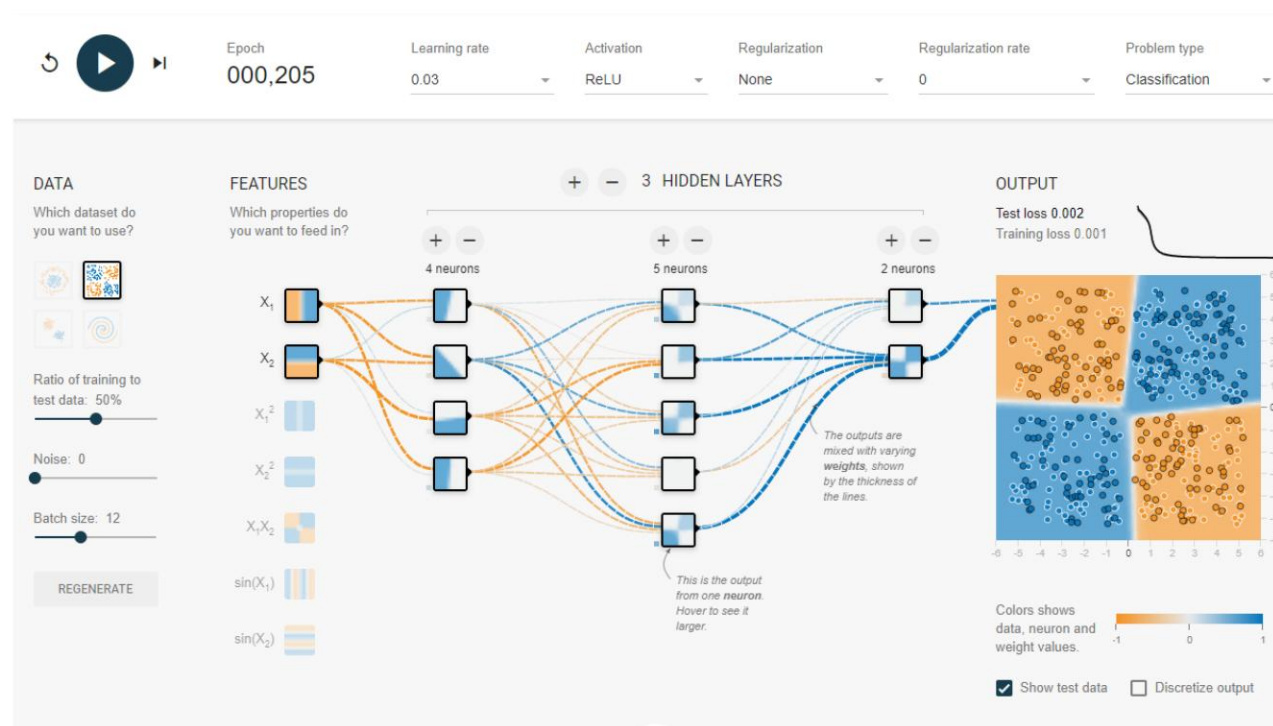 Epoch
000,205
Learning rate
0.03
Activation
ReLU
Regularization
None
Regularization rate
0
Problem type
Classification
DATA
Which dataset do
you want to use?
Ratio of training to
test data: 50%
Noise: 0
Batch size: 12
REGENERATE
FEATURES
Which properties do
you want to feed in?
X₁
X₂
X₁²
X₂²
X₁X₂
sin(X₁)
sin(X₂)
+ − 3 HIDDEN LAYERS
+ −
4 neurons
+ −
5 neurons
+ −
2 neurons
The outputs are
mixed with varying
weights, shown
by the thickness of
the lines.
This is the output
from one neuron.
Hover to see it
larger.
OUTPUT
Test loss 0.002
Training loss 0.001
-6 -5 -4 -3 -2 -1 0 1 2 3 4 5 6
Colors shows
data, neuron and
weight values.
-1 0 1
Show test data
Discretize output